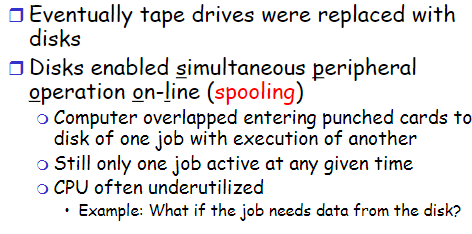 Eventually tape drives were replaced with
disks
Disks enabled simultaneous peripheral
operation on-line (spooling)
Computer overlapped entering punched cards to
disk of one job with execution of another
Still only one job active at any given time
CPU often underutilized
• Example: What if the job needs data from the disk?